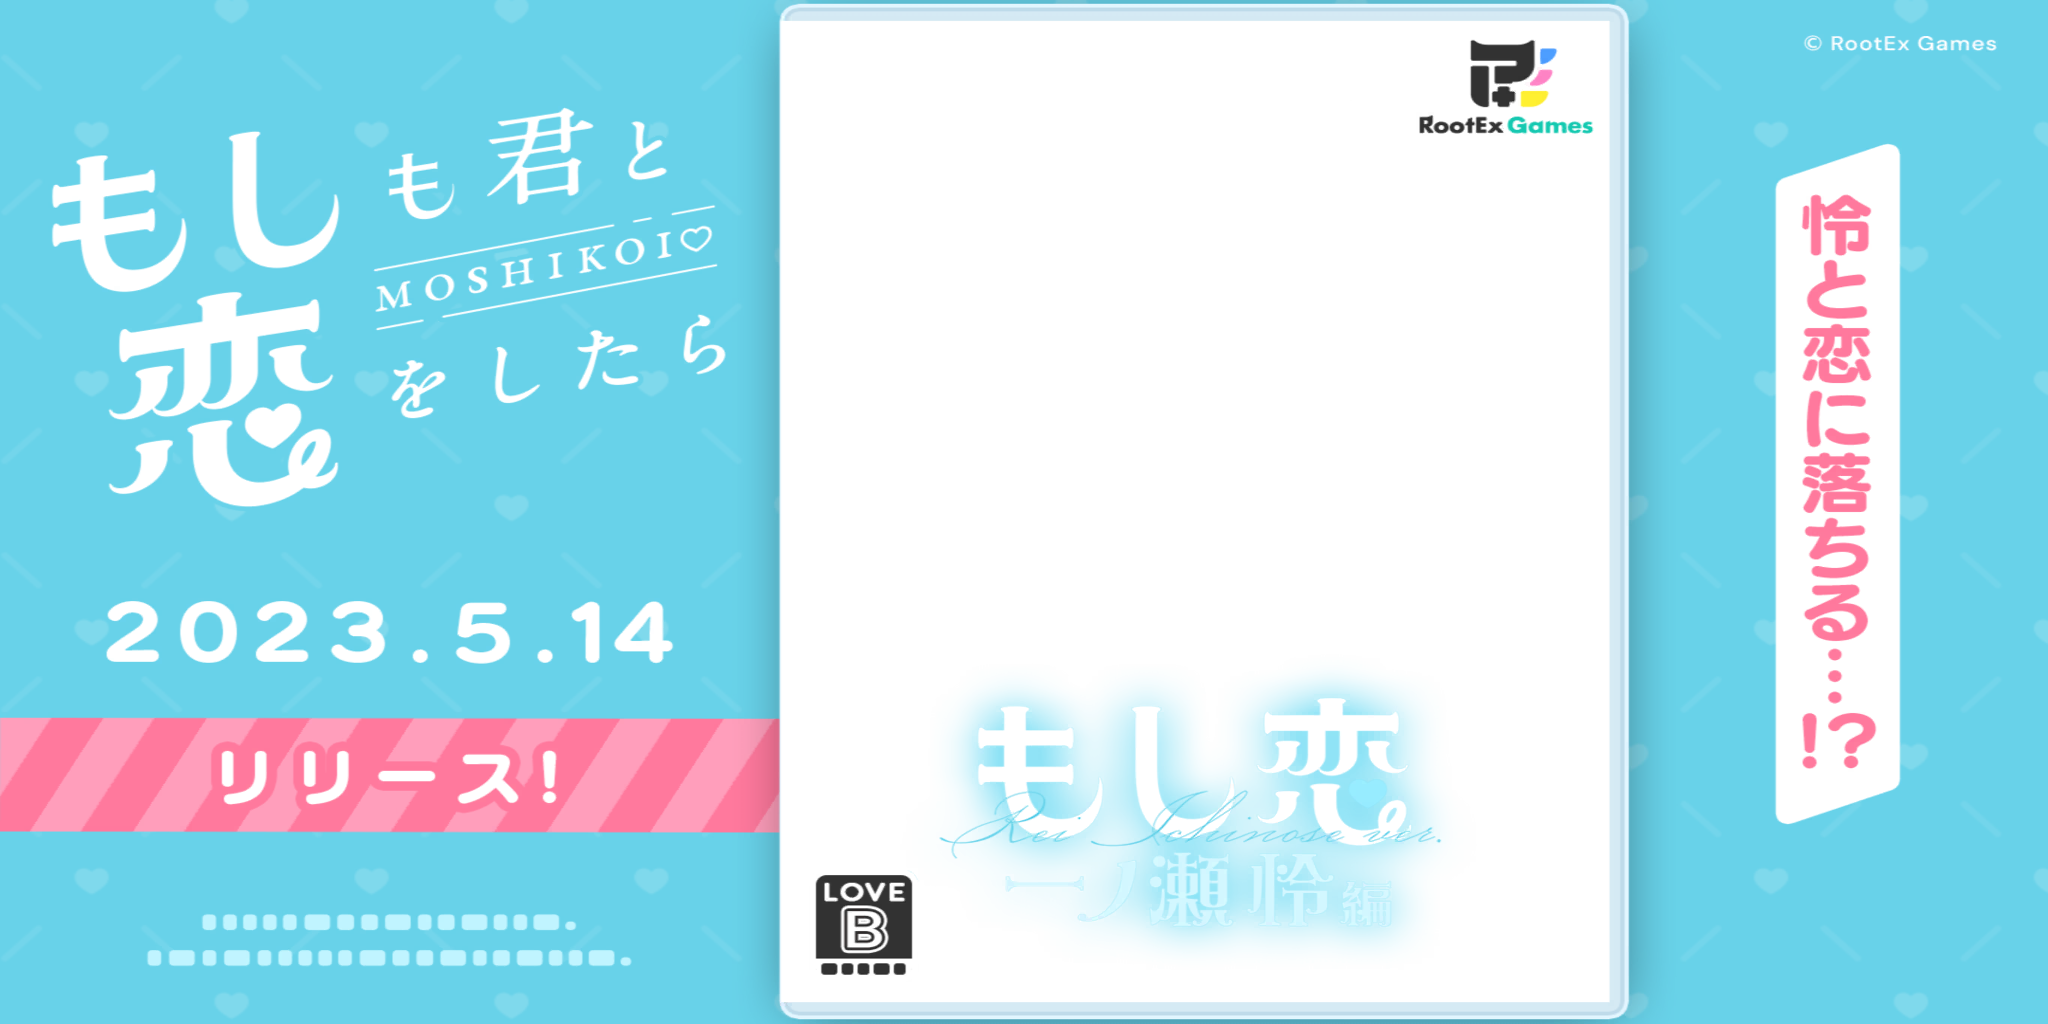 もし恋
も君と
MOSHIKOI♡
をしたら
2023.5.14
リリース!
RootEx Games
もし恋
Rei Ichinose ver.
一ノ瀬怜編
LOVE
B
© RootEx Games
怜と恋に落ちる…!?